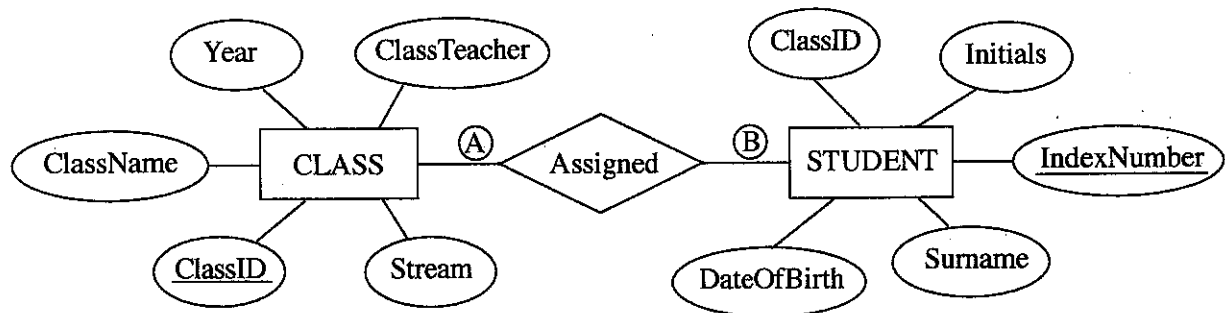 Year
ClassTeacher
ClassID
Initials
ClassName
CLASS
A
Assigned
B
STUDENT
IndexNumber
ClassID
Stream
DateOfBirth
Surname